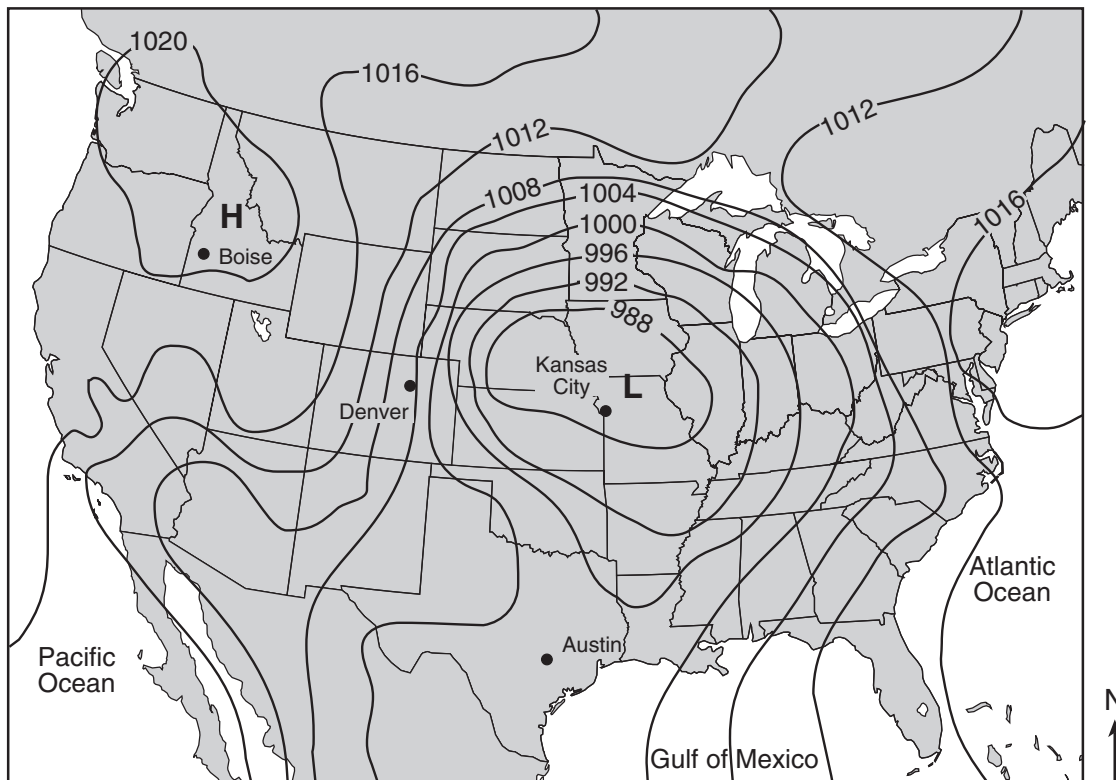 1020
1016
1012
1012
1008
1004
1000
996
992
988
1016
H
Boise
Kansas
City
L
Denver
Atlantic
Ocean
Austin
Pacific
Ocean
Gulf of Mexico
N